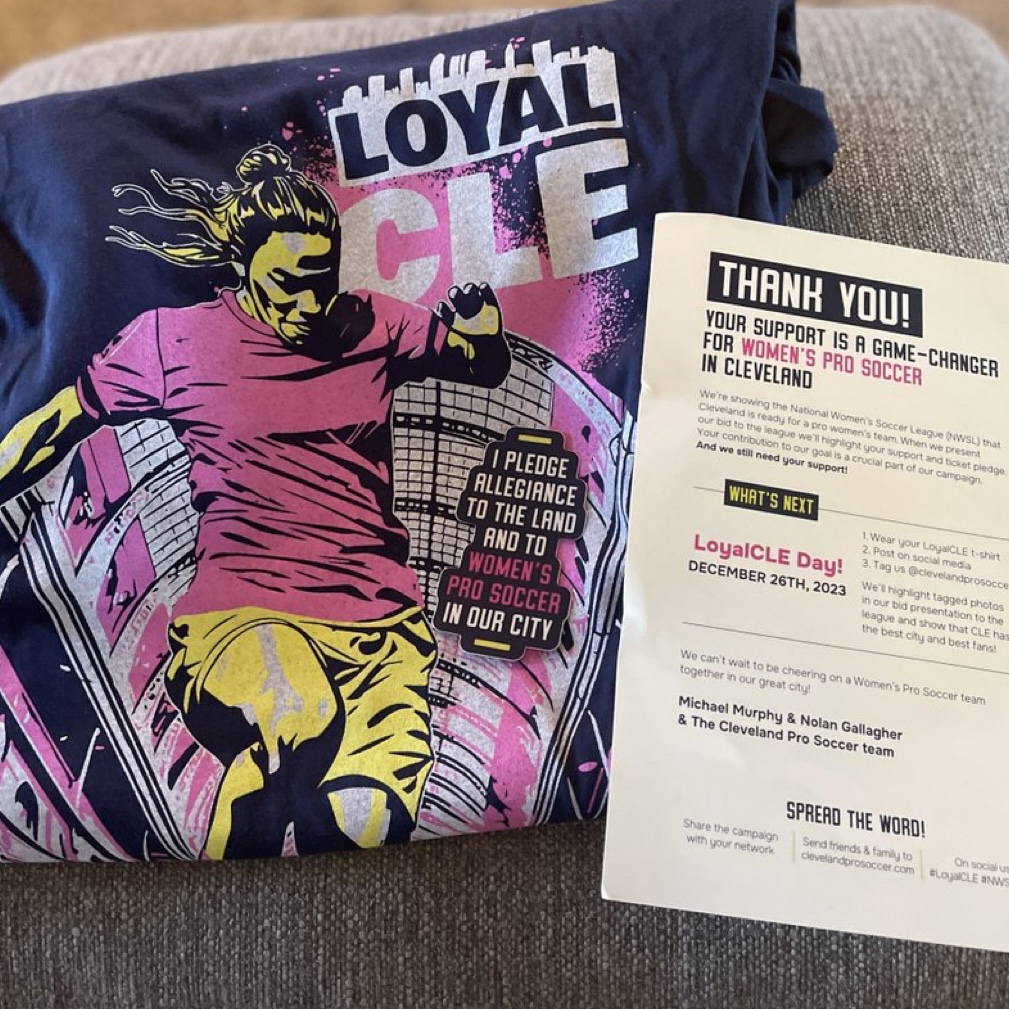 LOYAL
CLE
I PLEDGE
ALLEGIANCE
TO THE LAND
AND TO
WOMEN'S
PRO SOCCER
IN OUR CITY
THANK YOU!
YOUR SUPPORT IS A GAME-CHANGER
FOR WOMEN'S PRO SOCCER
IN CLEVELAND
We're showing the National Women's Soccer League (NWSL) that
Cleveland is ready for a pro women's team. When we present
our bid to the league we'll highlight your support and ticket pledge.
Your contribution to our goal is a crucial part of our campaign.
And we still need your support!
WHAT'S NEXT
LoyalCLE Day!
DECEMBER 26TH, 2023
1. Wear your LoyalCLE t-shirt
2. Post on social media
3. Tag us @clevelandprosocce
We'll highlight tagged photos
in our bid presentation to the
league and show that CLE has
the best city and best fans!
We can't wait to be cheering on a Women's Pro Soccer team
together in our great city!
Michael Murphy & Nolan Gallagher
& The Cleveland Pro Soccer team
SPREAD THE WORD!
Share the campaign
with your network
Send friends & family to
clevelandprosoccer.com
On social us
#LoyalCLE #NWS